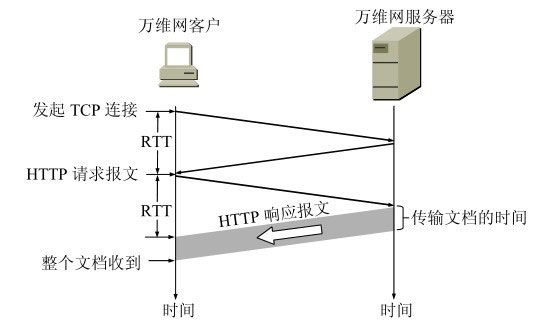 万维网客户
万维网服务器
发起 TCP 连接
RTT
HTTP 请求报文
RTT
HTTP 响应报文
传输文档的时间
整个文档收到
时间
时间